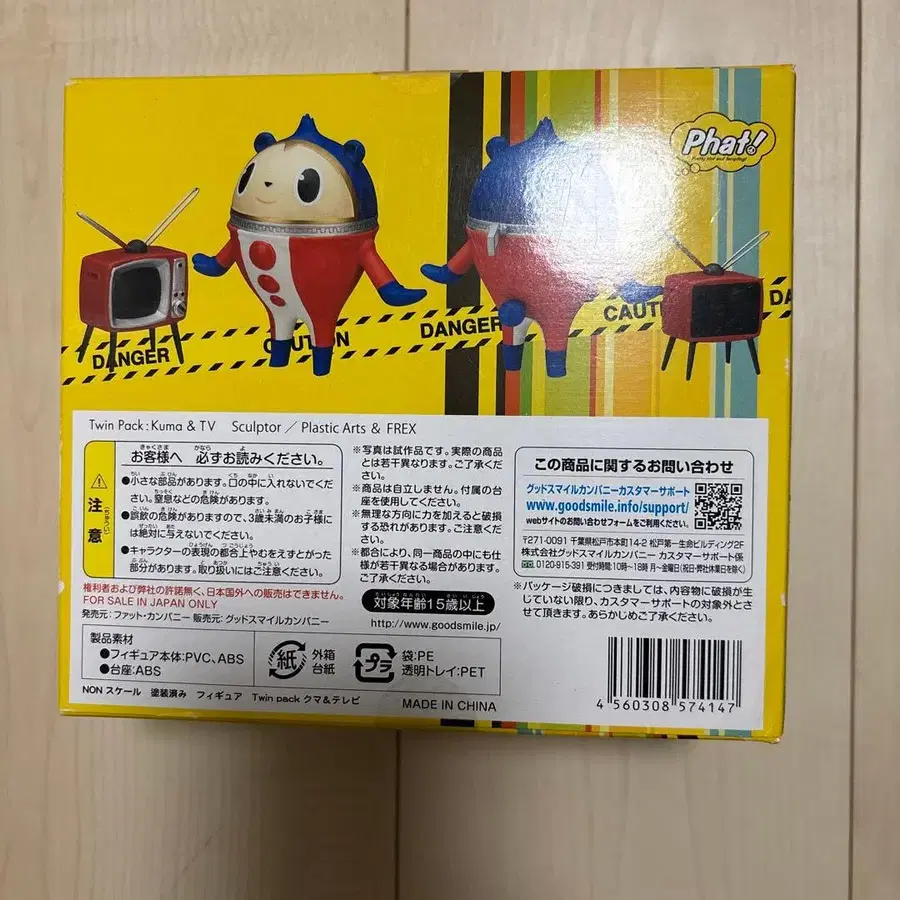 Phat!
DANGER
CAUTION
DANGER
CAUT
DA
Twin Pack : Kuma & TV Sculptor / Plastic Arts & FREX
お客様へ 必ずお読みください。
注意
●小さな部品があります。口の中に入れないでください。窒息などの危険があります。
●誤飲の危険がありますので、3歳未満のお子様には絶対に与えないでください。
●キャラクターの表現の都合上やむをえずとがった部分があります。取り扱いにはご注意ください。
権利者および弊社の許諾無く、日本国外への販売はできません。
FOR SALE IN JAPAN ONLY
発売元：ファット・カンパニー 販売元：グッドスマイルカンパニー
※写真は試作品です。実際の商品
とは若干異なります。ご了承くだ
さい。
※商品は自立しません。付属の台
座を使用してください。
※無理な方向に力を加えると破損
する恐れがあります。ご注意くだ
さい。
※都合により、同一商品の中にも仕
様が若干異なる場合があります。
ご了承ください。
対象年齢15歳以上
http://www.goodsmile.jp/
製品素材
●フィギュア本体：PVC、ABS
●台座：ABS
紙
外箱
台紙
プラ
袋：PE
透明トレイ：PET
NON スケール 塗装済み フィギュア Twin pack クマ＆テレビ
MADE IN CHINA
この商品に関するお問い合わせ
グッドスマイルカンパニーカスタマーサポート
www.goodsmile.info/support/
webサイトのお問い合わせフォームをご利用ください。
〒271-0091 千葉県松戸市本町14-2 松戸第一生命ビルディング2F
株式会社グッドスマイルカンパニー カスタマーサポート係
0120-915-391 受付時間：10時〜18時 月〜金曜日(祝日・弊社休業日を除く)
※パッケージ破損につきましては、内容物に破損が生
じていない限り、カスタマーサポートの対象外とさ
せて頂きます。あらかじめご了承ください。
4 560308 574147